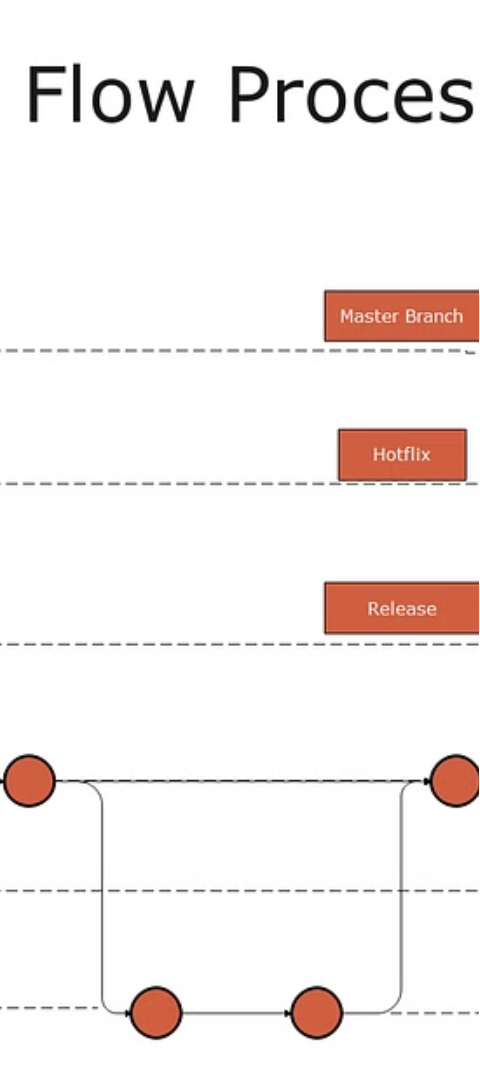 Flow Proces
Master Branch
Hotflix
Release